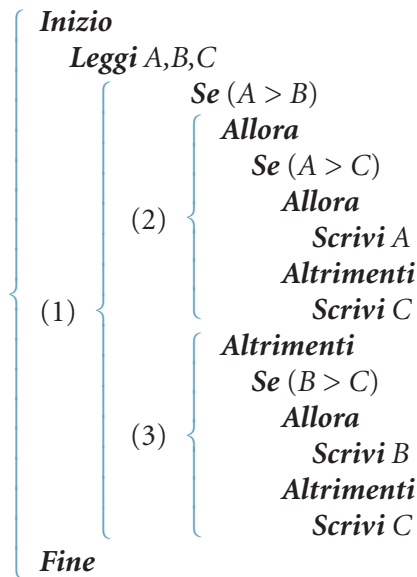 Inizio
Leggi A,B,C
Se (A > B)
Allora
Se (A > C)
Allora
(2)
Scrivi A
Altrimenti
(1)
Scrivi C
Altrimenti
Se (B > C)
Allora
(3)
Scrivi B
Altrimenti
Scrivi C
Fine